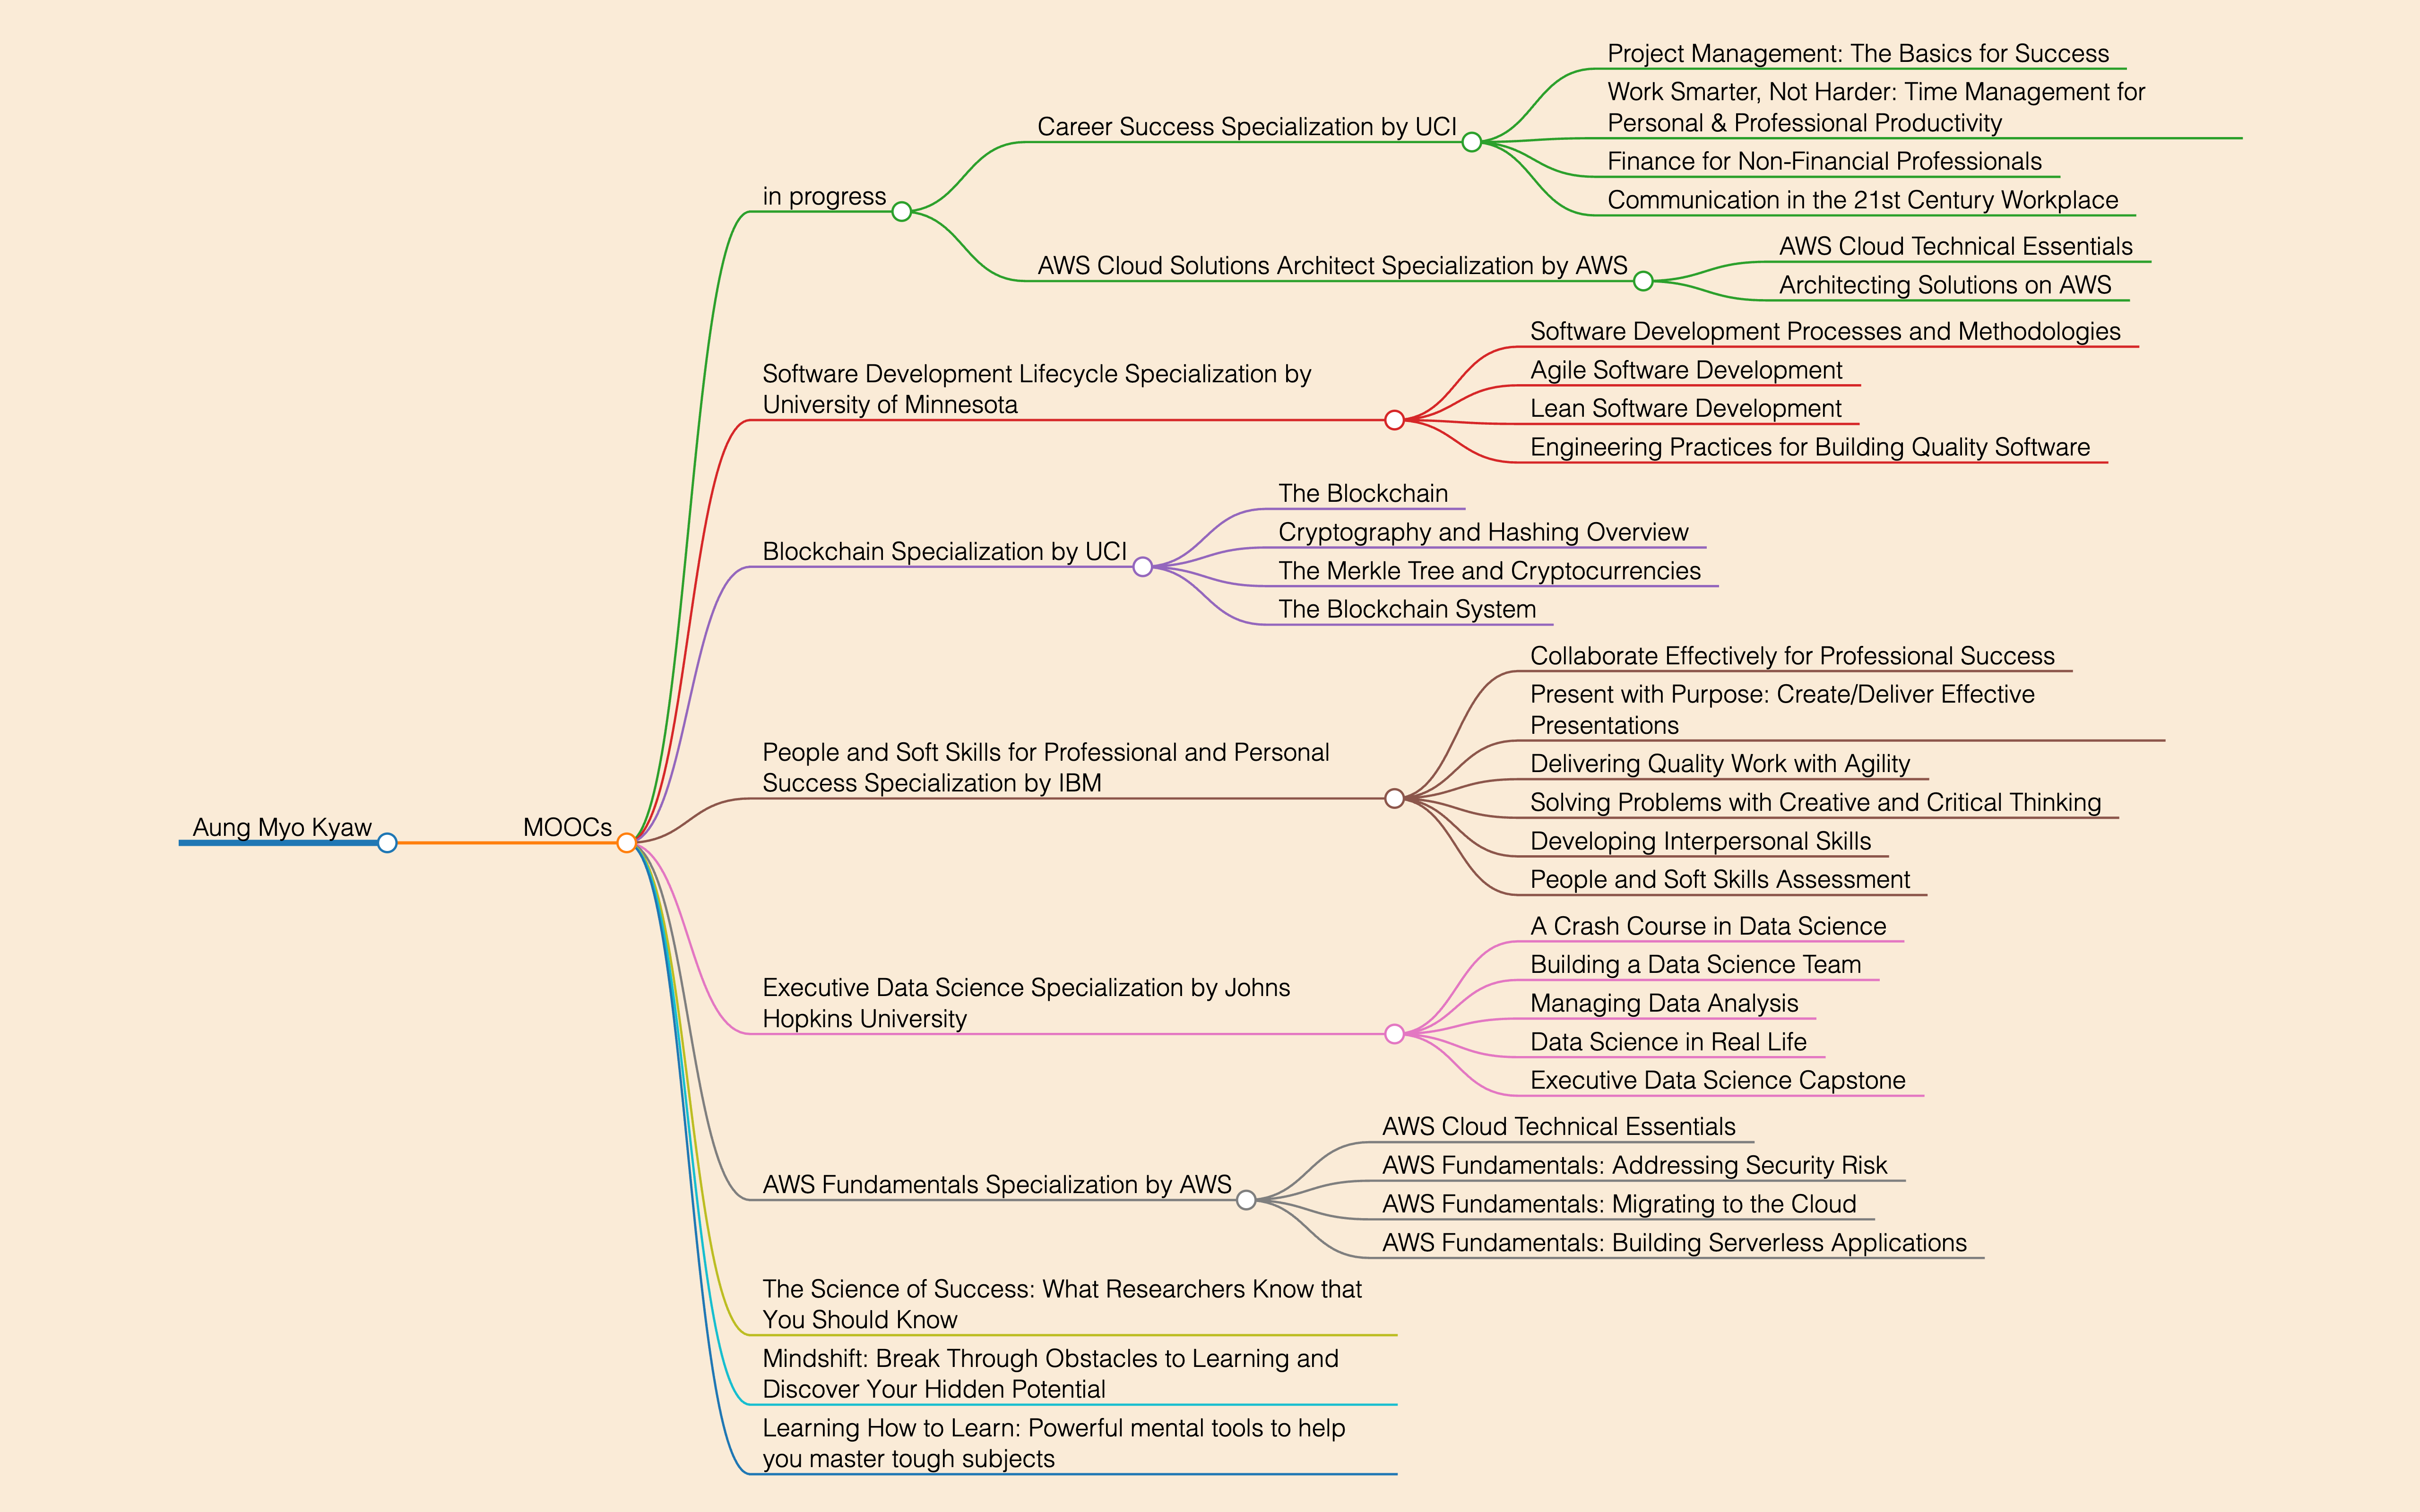 Aung Myo Kyaw
MOOCs
in progress
Career Success Specialization by UCI
Project Management: The Basics for Success
Work Smarter, Not Harder: Time Management for
Personal & Professional Productivity
Finance for Non-Financial Professionals
Communication in the 21st Century Workplace
AWS Cloud Solutions Architect Specialization by AWS
AWS Cloud Technical Essentials
Architecting Solutions on AWS
Software Development Lifecycle Specialization by
University of Minnesota
Software Development Processes and Methodologies
Agile Software Development
Lean Software Development
Engineering Practices for Building Quality Software
Blockchain Specialization by UCI
The Blockchain
Cryptography and Hashing Overview
The Merkle Tree and Cryptocurrencies
The Blockchain System
People and Soft Skills for Professional and Personal
Success Specialization by IBM
Collaborate Effectively for Professional Success
Present with Purpose: Create/Deliver Effective
Presentations
Delivering Quality Work with Agility
Solving Problems with Creative and Critical Thinking
Developing Interpersonal Skills
People and Soft Skills Assessment
Executive Data Science Specialization by Johns
Hopkins University
A Crash Course in Data Science
Building a Data Science Team
Managing Data Analysis
Data Science in Real Life
Executive Data Science Capstone
AWS Fundamentals Specialization by AWS
AWS Cloud Technical Essentials
AWS Fundamentals: Addressing Security Risk
AWS Fundamentals: Migrating to the Cloud
AWS Fundamentals: Building Serverless Applications
The Science of Success: What Researchers Know that
You Should Know
Mindshift: Break Through Obstacles to Learning and
Discover Your Hidden Potential
Learning How to Learn: Powerful mental tools to help
you master tough subjects